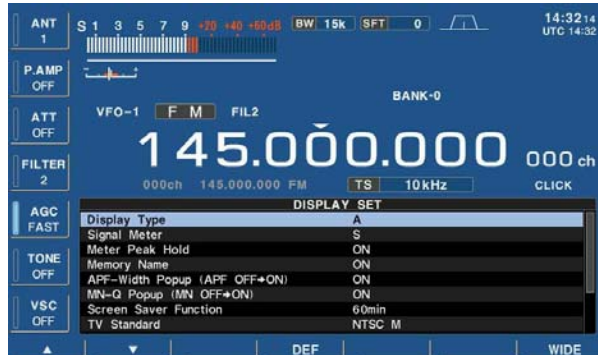 ANT
1
S 1 3 5 7 9 +20 +40 +60dB
BW 15k
SFT 0
14:32 14
UTC 14:32
P.AMP
OFF
BANK-0
VFO-1
F M
FIL2
ATT
OFF
145.000.000
000 ch
FILTER
2
000ch 145.000.000 FM
TS 10kHz
CLICK
DISPLAY SET
AGC
FAST
Display Type A
Signal Meter S
Meter Peak Hold ON
Memory Name ON
TONE
OFF
APF-Width Popup (APF OFF→ON) ON
MN-Q Popup (MN OFF→ON) ON
VSC
OFF
Screen Saver Function 60min
TV Standard NTSC M
▲ ▼ DEF WIDE